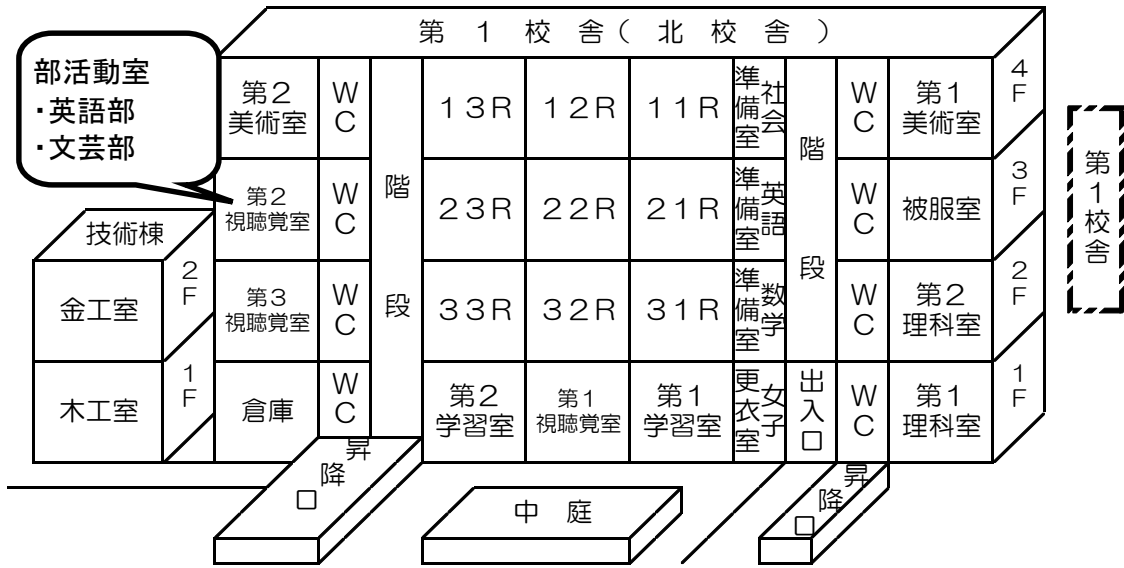 第１校舎（北校舎）
部活動室
・英語部
・文芸部
第２
美術室
ＷＣ
階段
１３Ｒ
１２Ｒ
１１Ｒ
社会
準備室
階段
ＷＣ
第１
美術室
４Ｆ
第２
視聴覚室
ＷＣ
２３Ｒ
２２Ｒ
２１Ｒ
英語
準備室
ＷＣ
被服室
３Ｆ
第１校舎
技術棟
金工室
２Ｆ
第３
視聴覚室
ＷＣ
３３Ｒ
３２Ｒ
３１Ｒ
数学
準備室
ＷＣ
第２
理科室
２Ｆ
木工室
１Ｆ
倉庫
ＷＣ
第２
学習室
第１
視聴覚室
第１
学習室
女子
更衣室
出入口
ＷＣ
第１
理科室
１Ｆ
昇降口
中庭
昇降口